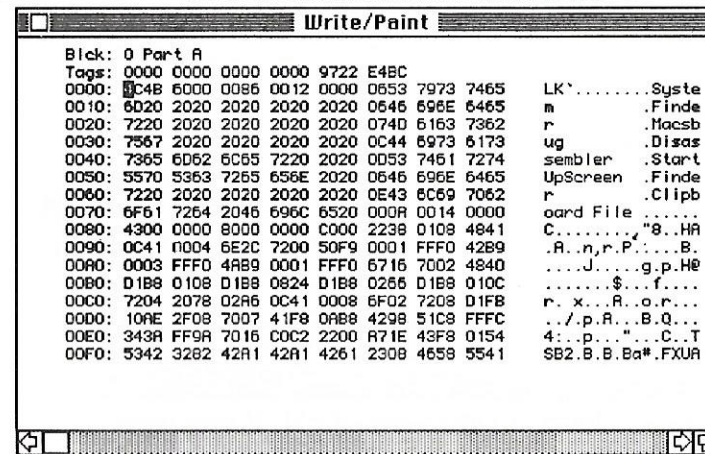 Write/Paint
Blck: 0 Part A
Tags: 0000 0000 0000 0000 9722 E4BC
0000: 4C4B 6000 0086 0012 0000 0653 7973 7465 LK`........Syste
0010: 6D20 2020 2020 2020 2020 0646 696E 6465 m .Finde
0020: 7220 2020 2020 2020 2020 074D 6163 7362 r .Macsb
0030: 7567 2020 2020 2020 2020 0C44 6973 6173 ug .Disas
0040: 7365 6D62 6C65 7220 2020 0D53 7461 7274 sembler .Start
0050: 5570 5363 7265 656E 2020 0646 696E 6465 UpScreen .Finde
0060: 7220 2020 2020 2020 2020 0E43 6C69 7062 r .Clipb
0070: 6F61 7264 2046 696C 6520 000A 0014 0000 oard File ......
0080: 4300 0000 8000 0000 C000 2238 0108 4841 C........."8..HA
0090: 0C41 0004 6E2C 7200 50F9 0001 FFF0 42B9 .A..n,r.P.....B.
00A0: 0003 FFF0 4AB9 0001 FFF0 6716 7002 4840 ....J.....g.p.H@
00B0: D1B8 0108 D1B8 0824 D1B8 0266 D1B8 010C .......$...f....
00C0: 7204 2078 02A6 0C41 0008 6F02 7208 D1FB r. x...A..o.r...
00D0: 10AE 2F08 7007 41F8 0AB8 4298 51C8 FFFC ../.p.A...B.Q...
00E0: 343A FF9A 7016 C0C2 2200 A71E 43F8 0154 4:..p..."...C..T
00F0: 5342 3282 42A1 42A1 4261 2308 4658 5541 SB2.B.B.Ba#.FXUA